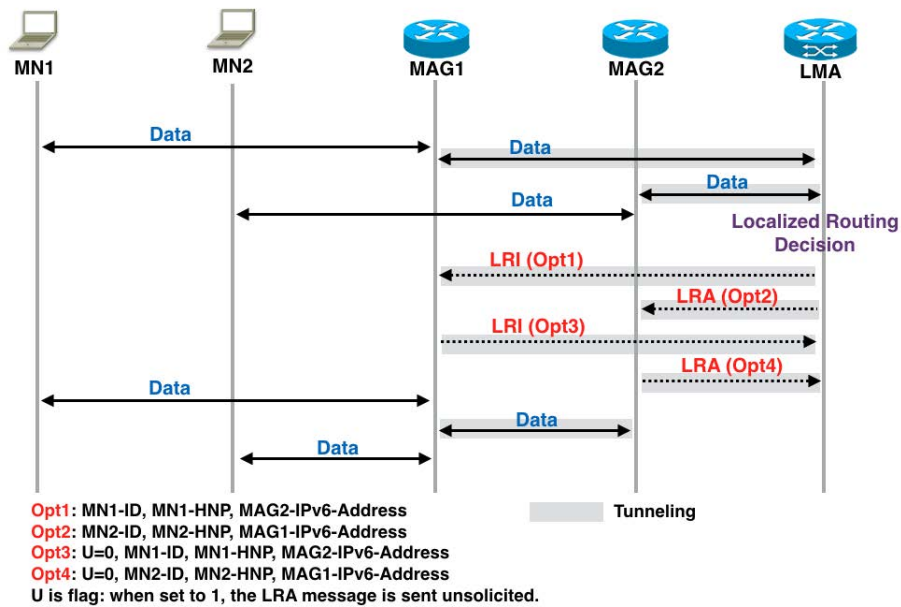 MN1
MN2
MAG1
MAG2
LMA
Data
Data
Data
Data
Localized Routing
Decision
LRI (Opt1)
LRA (Opt2)
LRI (Opt3)
LRA (Opt4)
Data
Data
Data
Opt1: MN1-ID, MN1-HNP, MAG2-IPv6-Address
Opt2: MN2-ID, MN2-HNP, MAG1-IPv6-Address
Opt3: U=0, MN1-ID, MN1-HNP, MAG2-IPv6-Address
Opt4: U=0, MN2-ID, MN2-HNP, MAG1-IPv6-Address
U is flag: when set to 1, the LRA message is sent unsolicited.
Tunneling